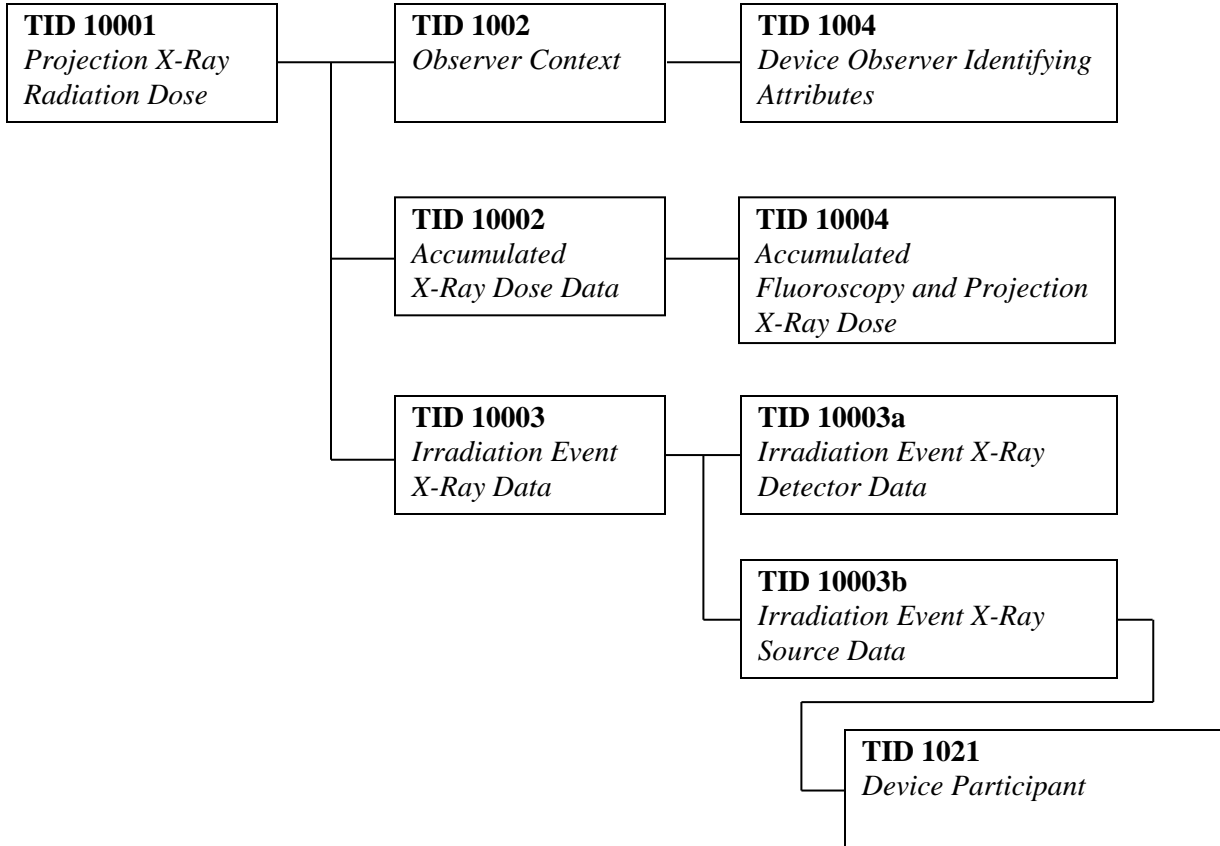 TID 10001
Projection X-Ray
Radiation Dose
TID 1002
Observer Context
TID 1004
Device Observer Identifying
Attributes
TID 10002
Accumulated
X-Ray Dose Data
TID 10004
Accumulated
Fluoroscopy and Projection
X-Ray Dose
TID 10003
Irradiation Event
X-Ray Data
TID 10003a
Irradiation Event X-Ray
Detector Data
TID 10003b
Irradiation Event X-Ray
Source Data
TID 1021
Device Participant